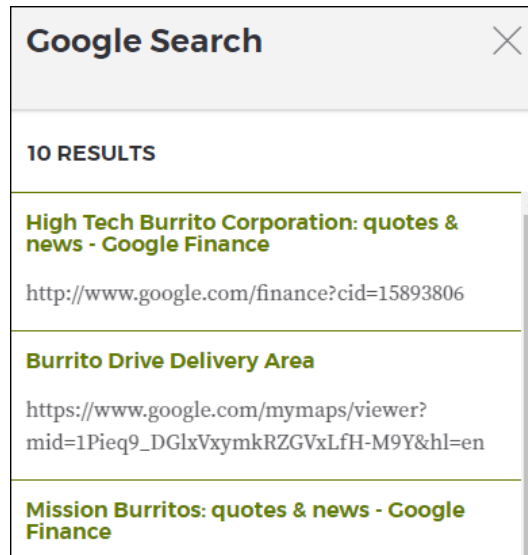 Google Search
10 RESULTS
High Tech Burrito Corporation: quotes &
news - Google Finance
http://www.google.com/finance?cid=15893806
Burrito Drive Delivery Area
https://www.google.com/mymaps/viewer?
mid=1Pieq9_DGlxVxymkRZGVxLfH-M9Y&hl=en
Mission Burritos: quotes & news - Google
Finance